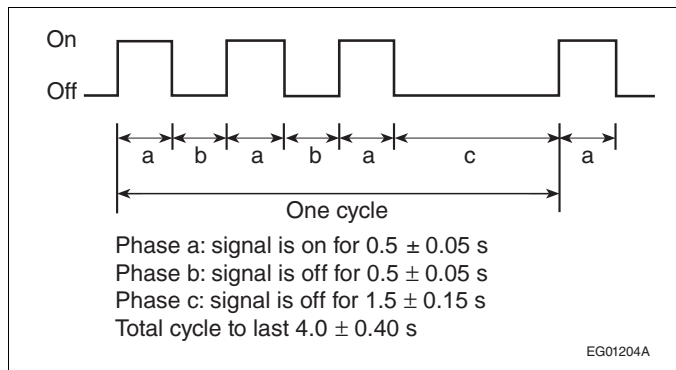 On
Off
a b a b a c a
One cycle
Phase a: signal is on for 0.5 ± 0.05 s
Phase b: signal is off for 0.5 ± 0.05 s
Phase c: signal is off for 1.5 ± 0.15 s
Total cycle to last 4.0 ± 0.40 s
EG01204A